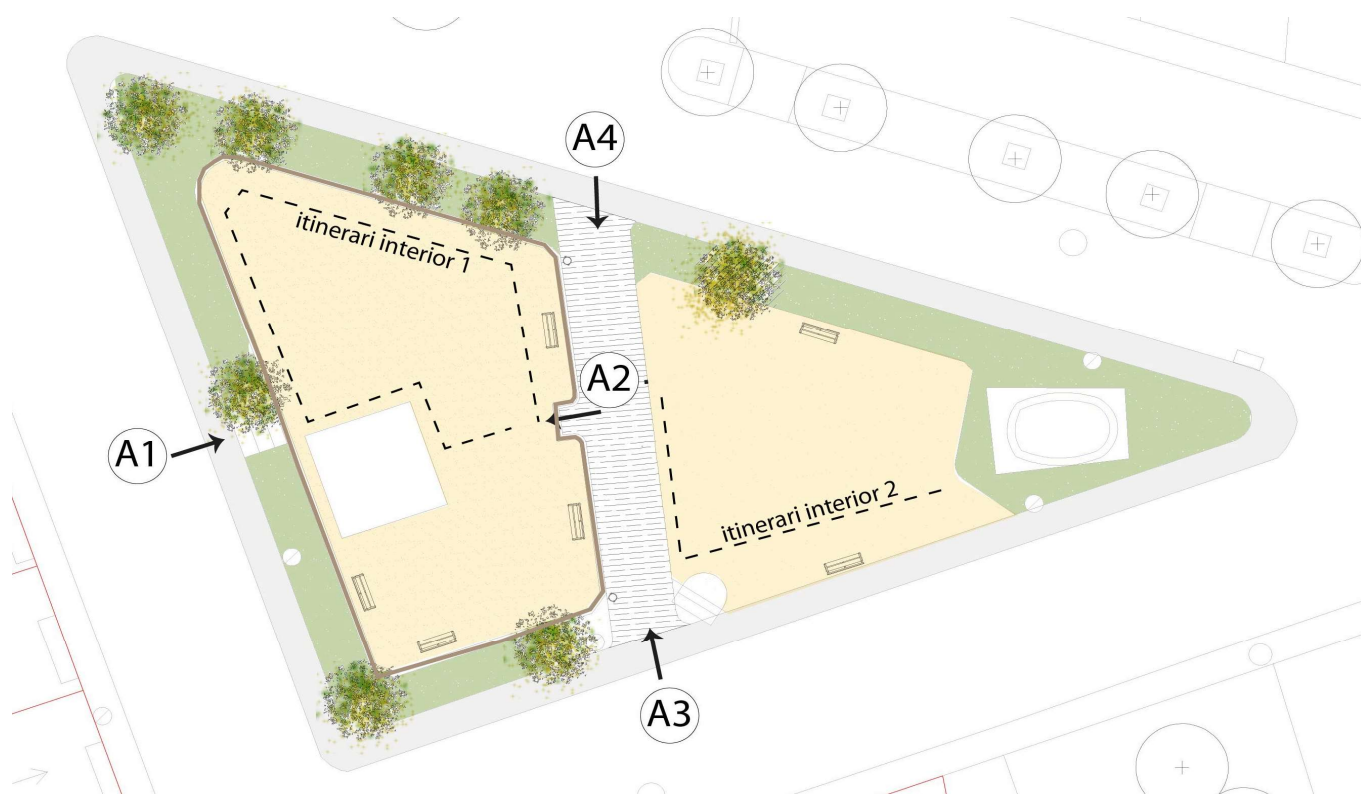 A4
itinerari interior 1
A2
A1
itinerari interior 2
A3